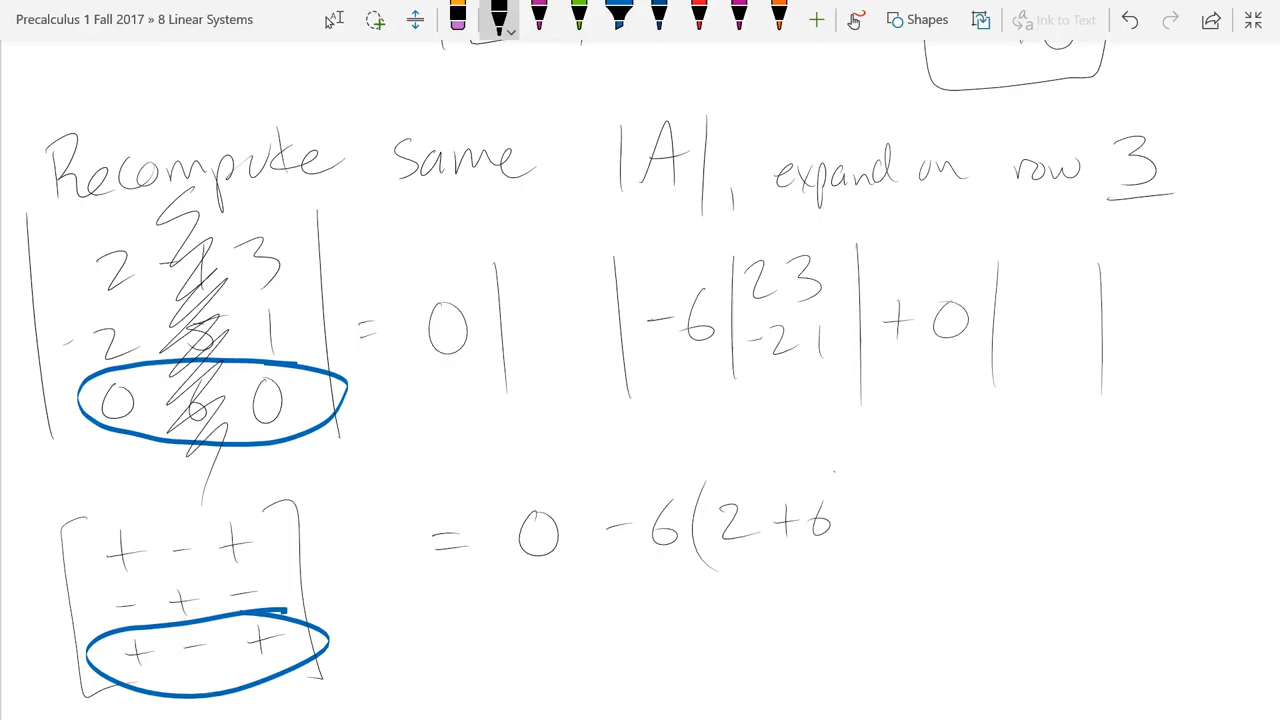 Precalculus 1 Fall 2017 » 8 Linear Systems
Shapes
Ink to Text
Recompute same |A|, expand on row 3
2 3
-2 1
0 6 0
= 0 | | -6 | 2 3 | + 0 | |
-2 1
= 0 -6(2+6
+ - +
- + -
+ - +